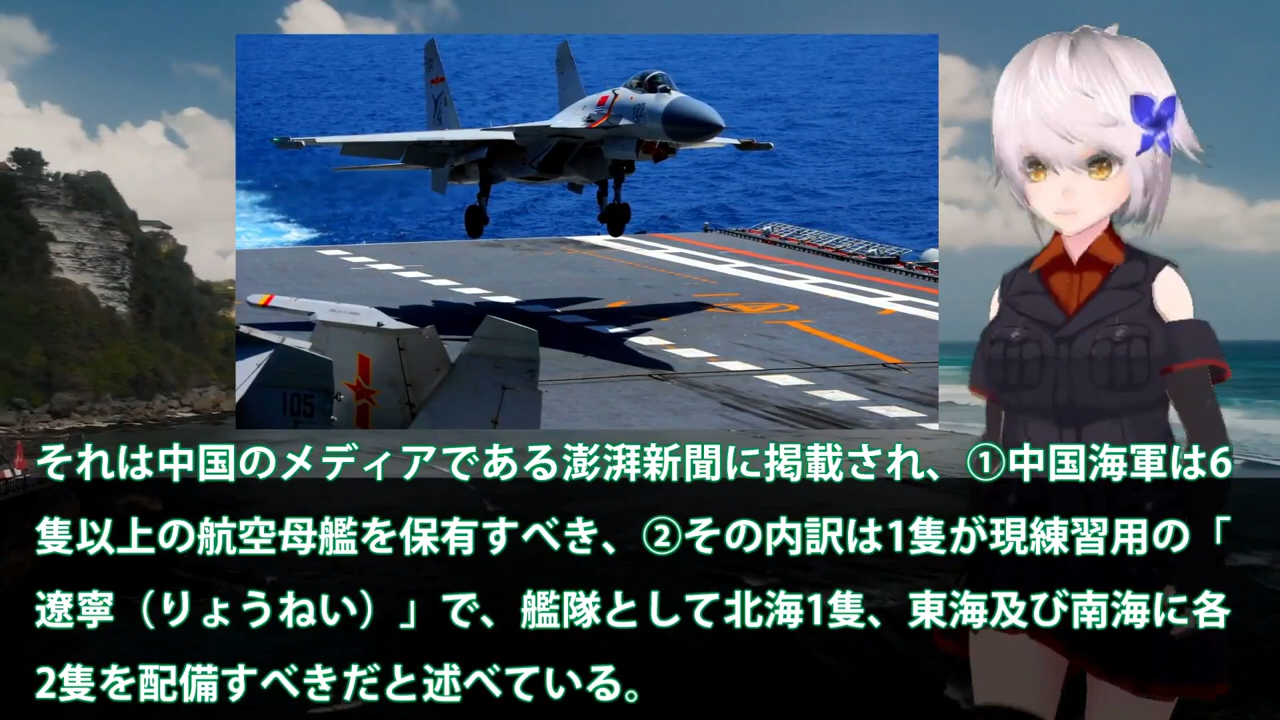 105
それは中国のメディアである澎湃新聞に掲載され、①中国海軍は6
隻以上の航空母艦を保有すべき、②その内訳は1隻が現練習用の「
遼寧（りょうねい）」で、艦隊として北海1隻、東海及び南海に各
2隻を配備すべきだと述べている。